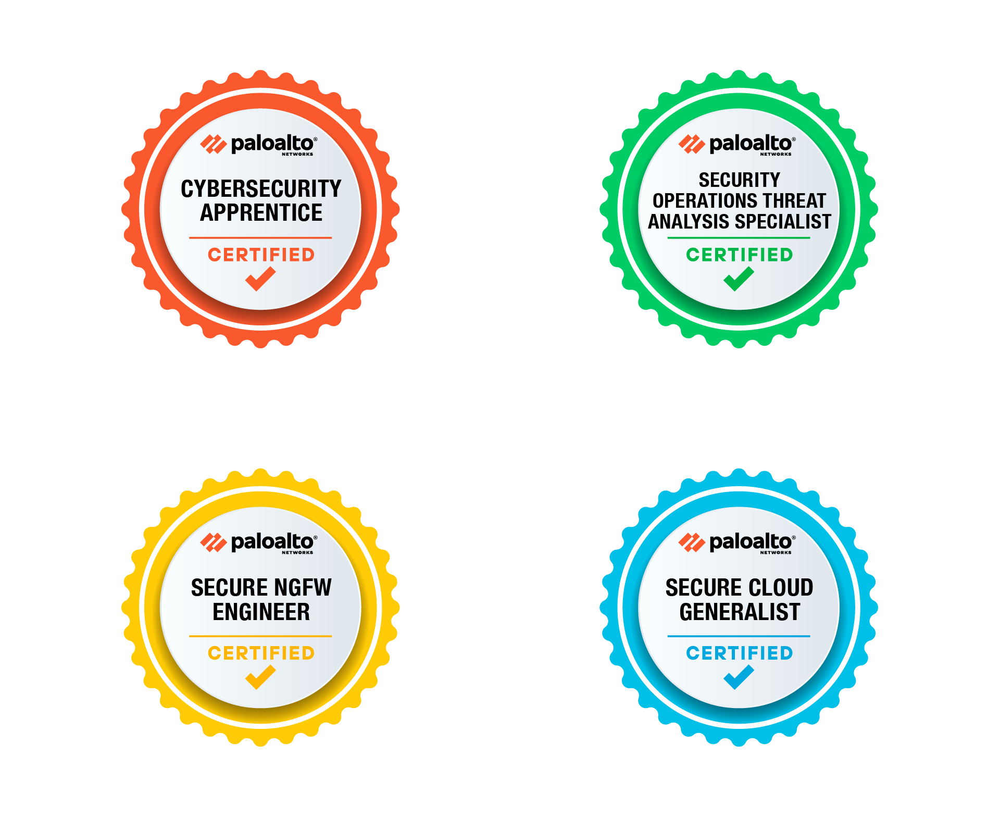 paloalto®
NETWORKS
CYBERSECURITY
APPRENTICE
CERTIFIED
paloalto®
NETWORKS
SECURITY
OPERATIONS THREAT
ANALYSIS SPECIALIST
CERTIFIED
paloalto®
NETWORKS
SECURE NGFW
ENGINEER
CERTIFIED
paloalto®
NETWORKS
SECURE CLOUD
GENERALIST
CERTIFIED